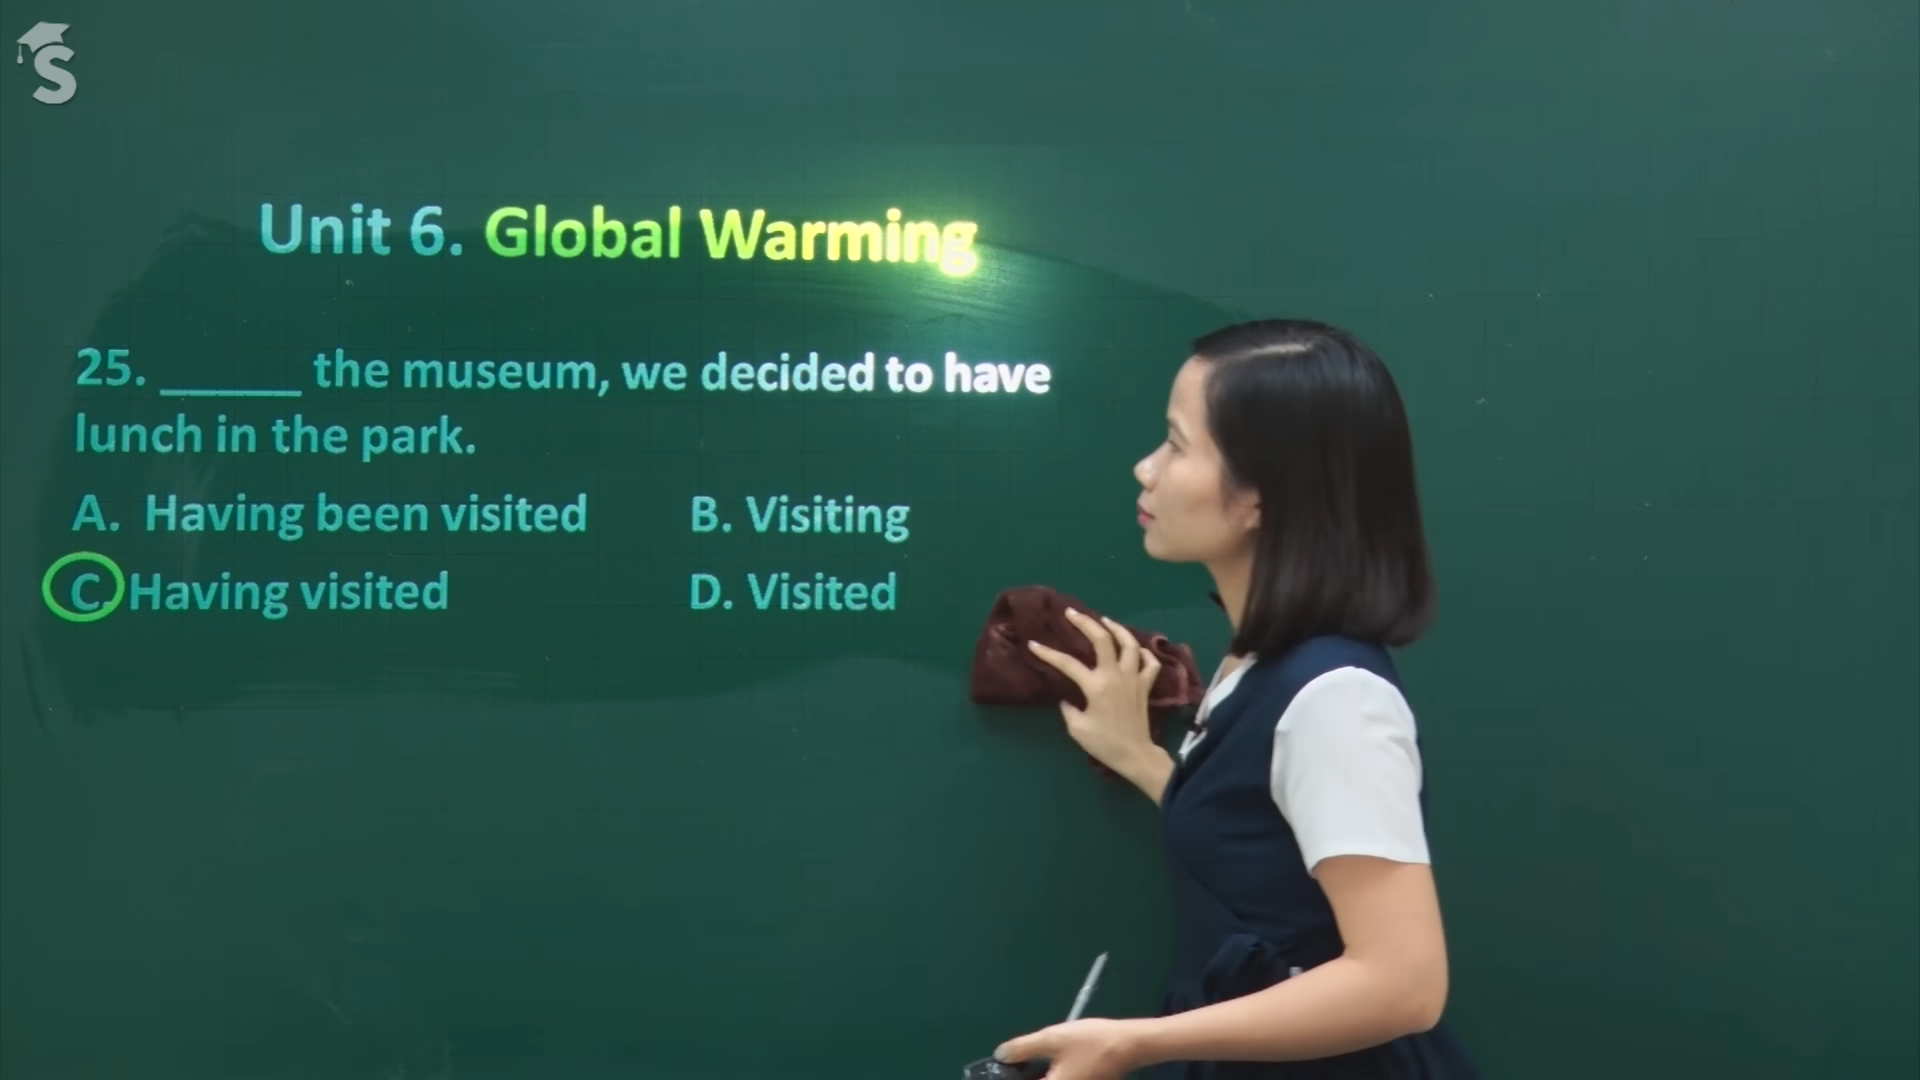 S
Unit 6. Global Warming
25. ______ the museum, we decided to have
lunch in the park.
A. Having been visited B. Visiting
C. Having visited D. Visited